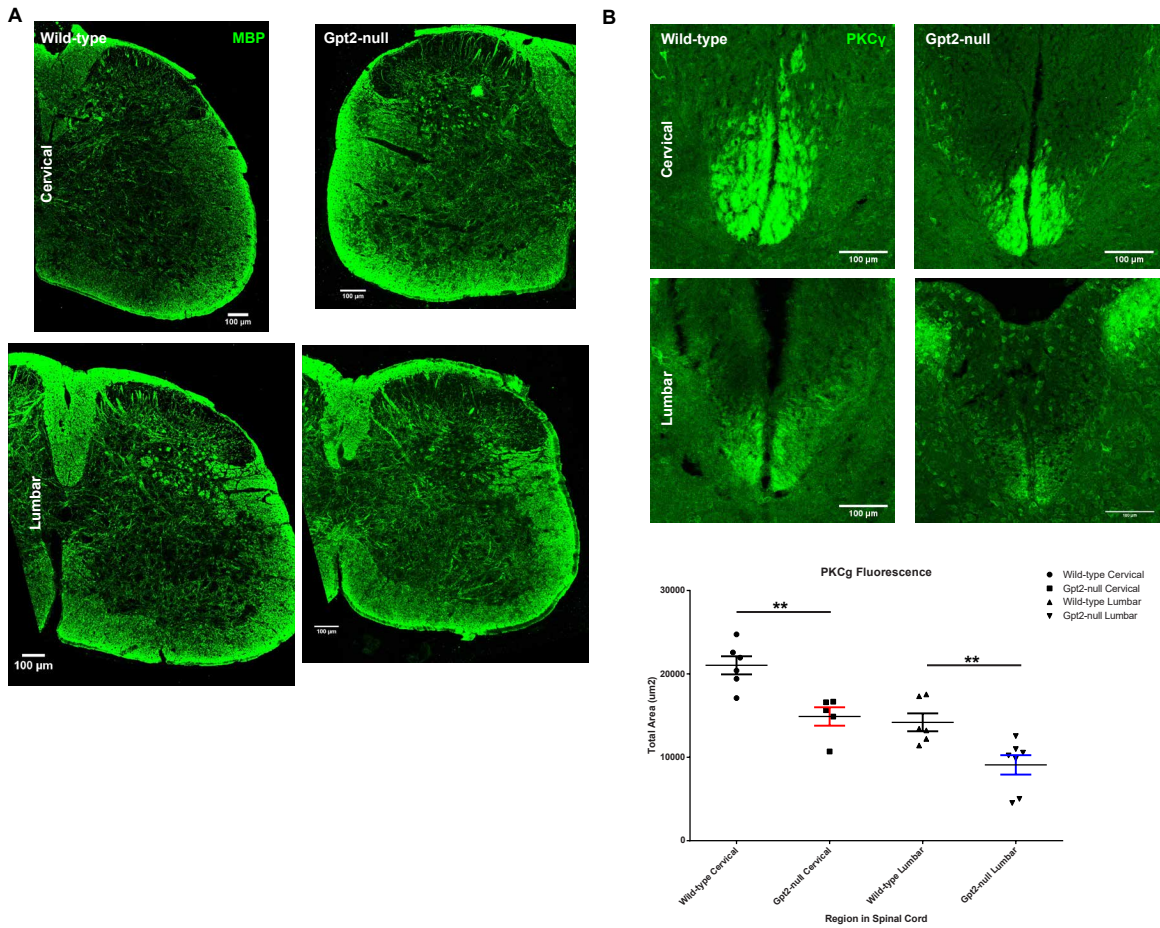 A
Wild-type
MBP
Gpt2-null
Cervical
100 µm
100 µm
Lumbar
100 µm
100 µm
B
Wild-type
PKCγ
Gpt2-null
Cervical
100 µm
100 µm
Lumbar
100 µm
100 µm
PKCg Fluorescence
Wild-type Cervical
Gpt2-null Cervical
Wild-type Lumbar
Gpt2-null Lumbar
30000
20000
10000
0
Total Area (um2)
**
**
Wild-type Cervical
Gpt2-null Cervical
Wild-type Lumbar
Gpt2-null Lumbar
Region in Spinal Cord